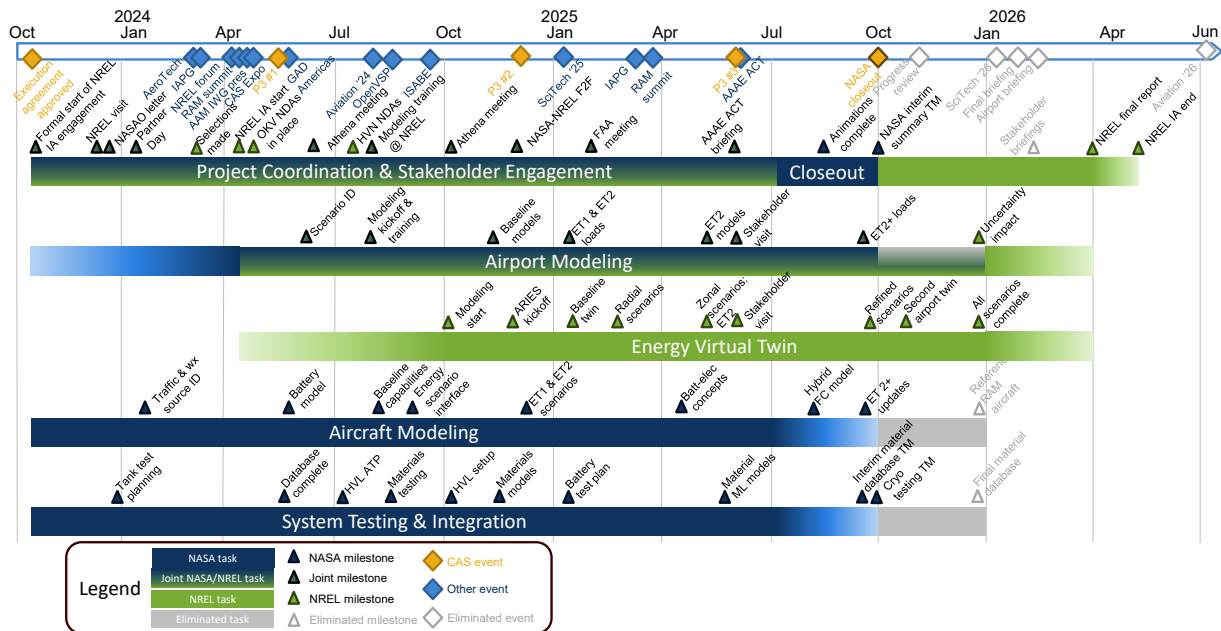 2024
2025
2026
Oct
Jan
Apr
Jul
Oct
Jan
Apr
Jul
Oct
Jan
Apr
Jun
Execution
agreement
approved
AeroTech
IAPG
NREL forum
RAM summit
AAM IWG pres
CAS Expo
P3 #1
GAD
Americas
Aviation '24
OpenVSP
ISABE
P3 #2
SciTech '25
IAPG
RAM
summit
P3 #3
AAAE ACT
NASA
closeout
Progress
review
SciTech '26
Final briefing
Airport briefing
Aviation '26
Formal start of NREL
IA engagement
NREL visit
NASAO letter
Partner
Day
Selections
made
NREL IA start
OKV NDAs
in place
Athena meeting
HVN NDAs
Modeling training
@ NREL
Athena meeting
NASA-NREL F2F
FAA
meeting
AAAE ACT
briefing
Animations
complete
NASA interim
summary TM
Stakeholder
briefings
NREL final report
NREL IA end
Project Coordination & Stakeholder Engagement
Closeout
Scenario ID
Modeling
kickoff &
training
Baseline
models
ET1 & ET2
loads
ET2
models
Stakeholder
visit
ET2+ loads
Uncertainty
impact
Airport Modeling
Modeling
start
ARIES
kickoff
Baseline
twin
Radial
scenarios
Zonal
scenarios:
ET2
Stakeholder
visit
Refined
scenarios
Second
airport twin
All
scenarios
complete
Energy Virtual Twin
Traffic & wx
source ID
Battery
model
Baseline
capabilities
Energy
scenario
interface
ET1 & ET2
scenarios
Batt-elec
concepts
Hybrid
FC model
ET 2+
updates
Reference
RAM
aircraft
Aircraft Modeling
Tank test
planning
Database
complete
HVL ATP
Materials
testing
HVL setup
Materials
models
Battery
test plan
Material
ML models
Interim material
database TM
Cryo
testing TM
Final material
database
System Testing & Integration
Legend
NASA task
Joint NASA/NREL task
NREL task
Eliminated task
NASA milestone
Joint milestone
NREL milestone
Eliminated milestone
CAS event
Other event
Eliminated event